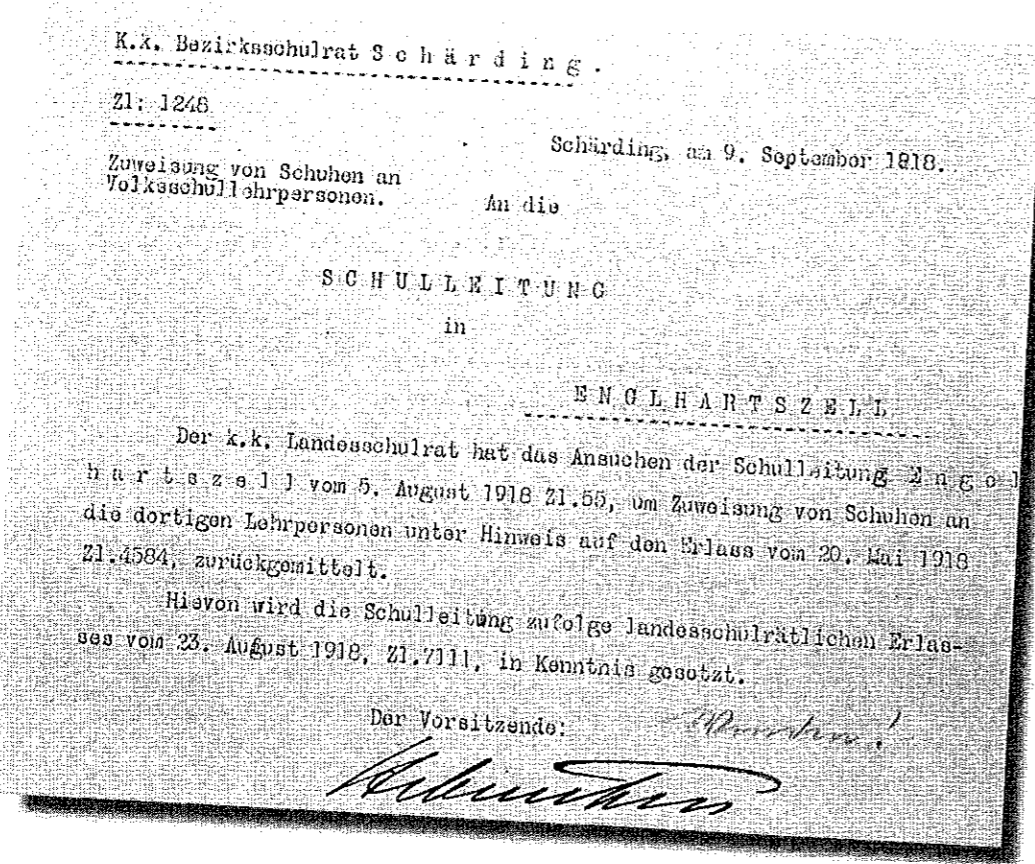 K.k. Bezirksschulrat S c h ä r d i n g .
Zl: 1246
Schärding, am 9. September 1918.
Zuweisung von Schuhen an
Volksschullehrpersonen.
An die
S C H U L L E I T U N G
in
E N G L H A R T S Z E L L
Der k.k. Landesschulrat hat das Ansuchen der Schulleitung E n g e l
h a r t s z e l l vom 5. August 1918 Zl.55, um Zuweisung von Schuhen an
die dortigen Lehrpersonen unter Hinweis auf den Erlass vom 20. Mai 1918
Zl.4584, zurückgemittelt.
Hievon wird die Schulleitung zufolge landesschulrätlichen Erlas-
ses vom 23. August 1918, Zl.7111, in Kenntnis gesetzt.
Der Vorsitzende: